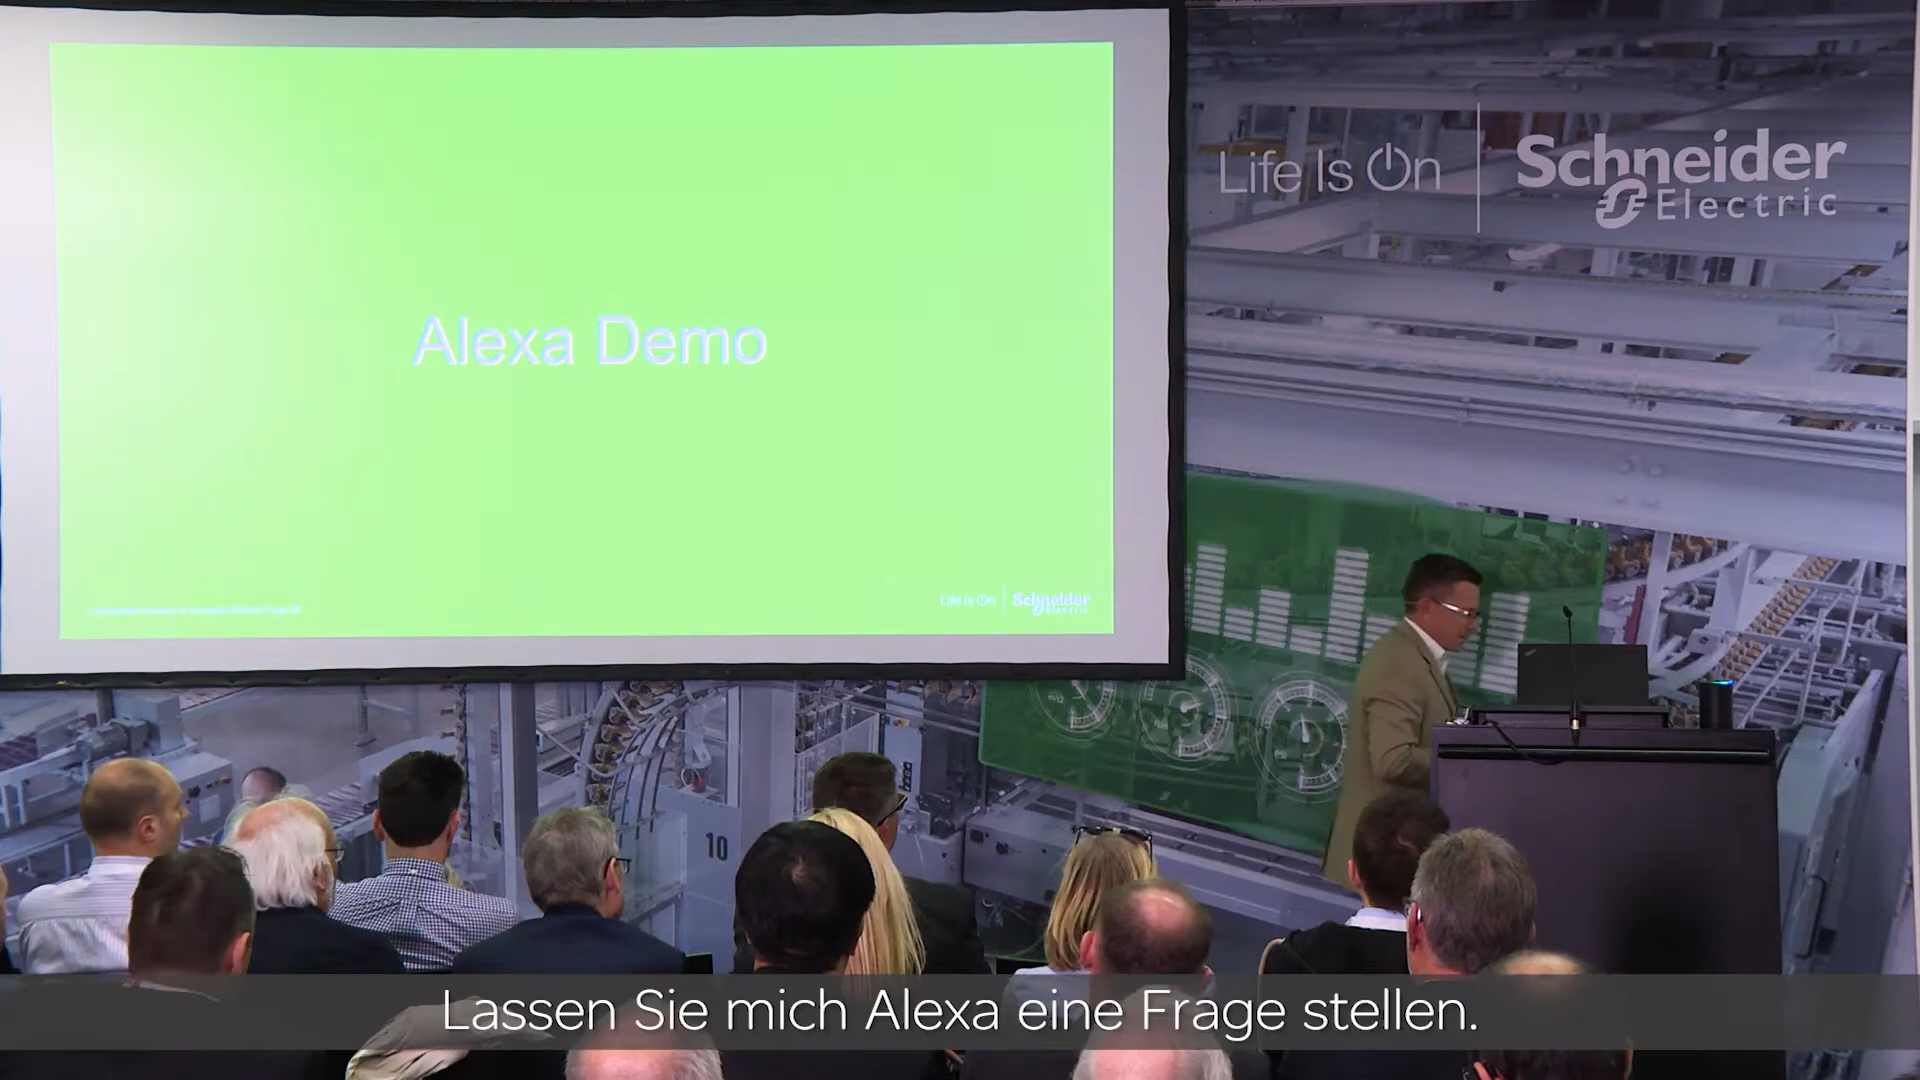 Life Is On
Schneider
Electric
Alexa Demo
Life Is On
Schneider
Electric
10
Lassen Sie mich Alexa eine Frage stellen.